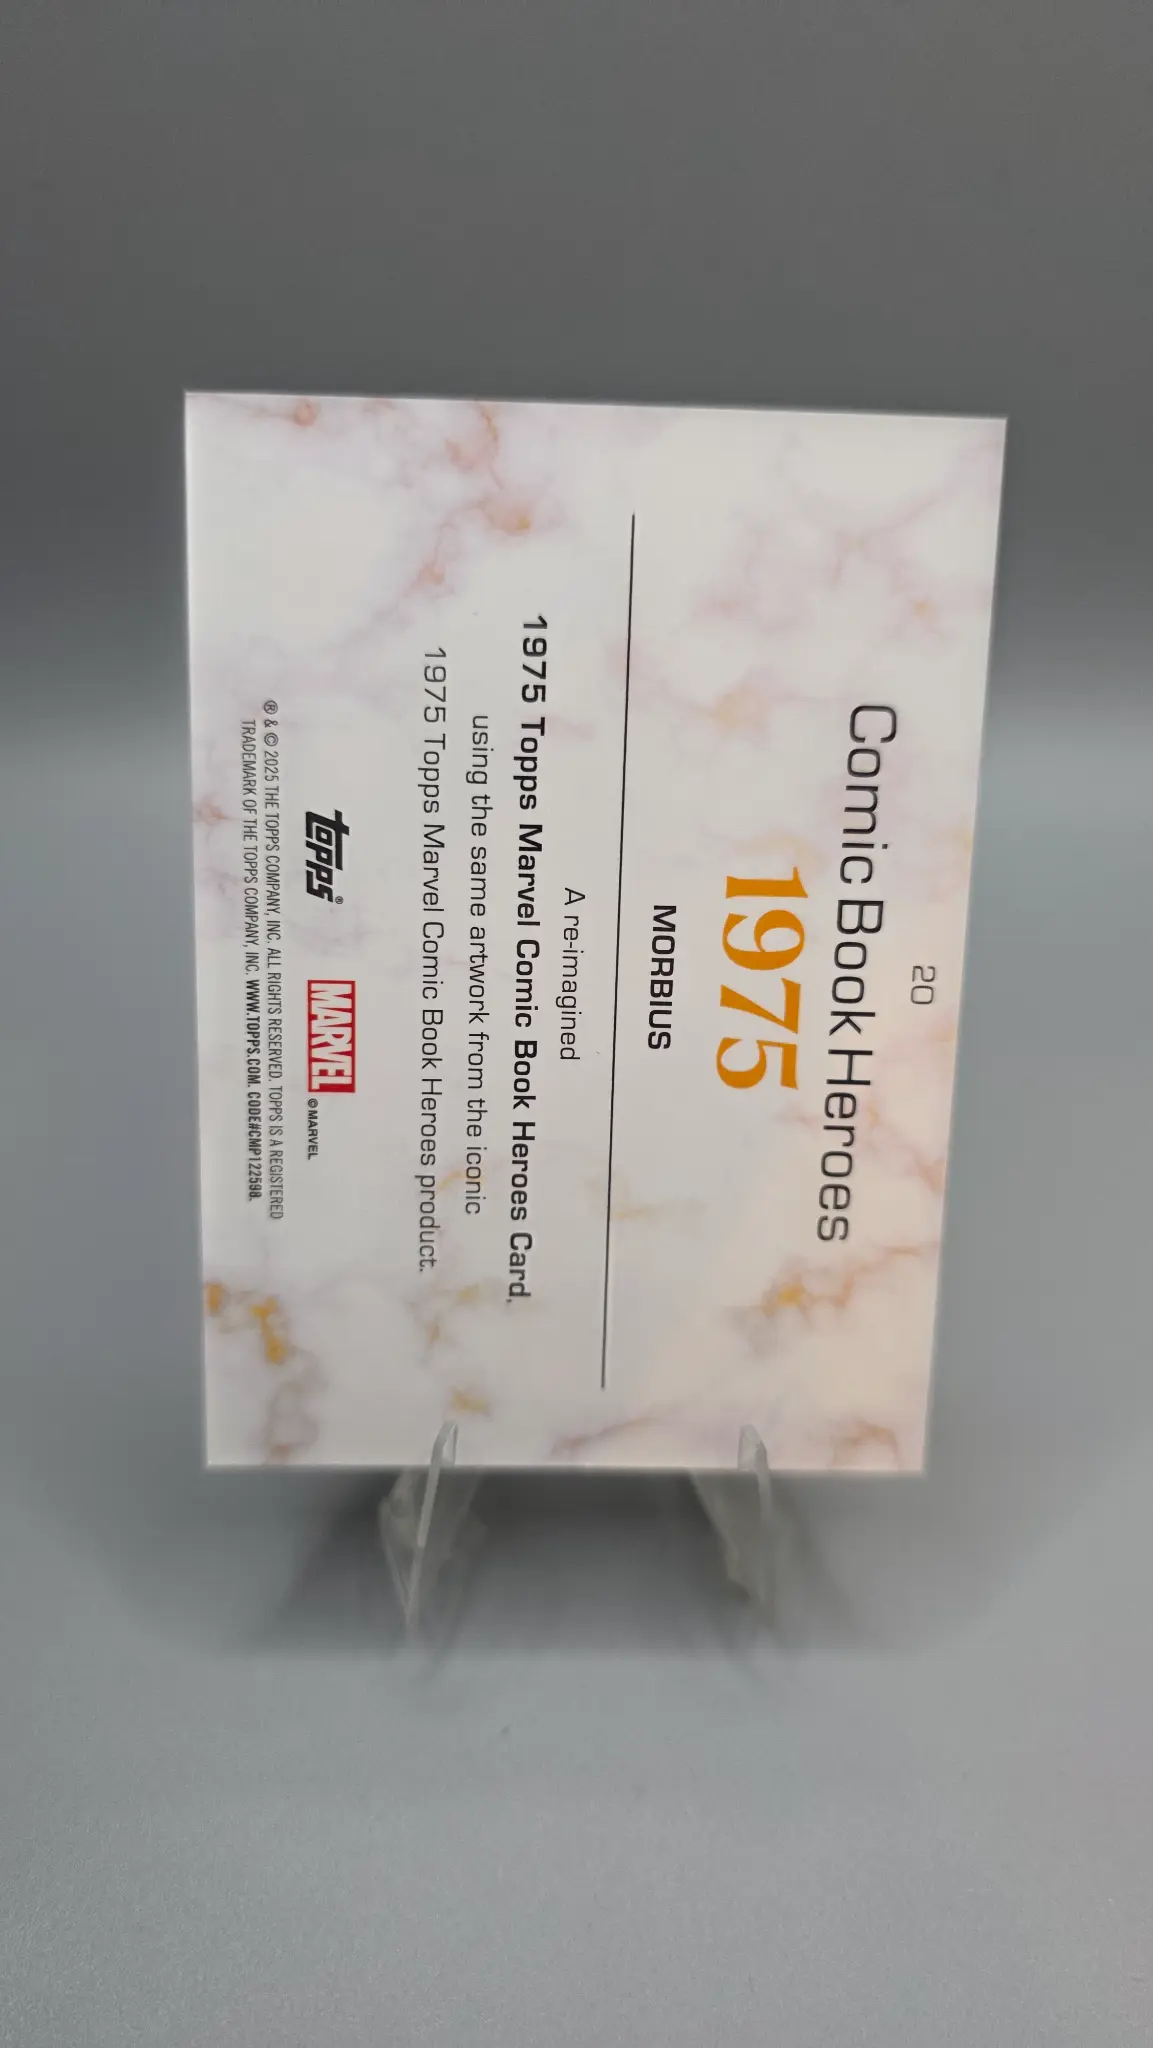 20
Comic Book Heroes
1975
MORBIUS
A re-imagined
1975 Topps Marvel Comic Book Heroes Card,
using the same artwork from the iconic
1975 Topps Marvel Comic Book Heroes product.
topps® MARVEL ©MARVEL
® & © 2025 THE TOPPS COMPANY, INC. ALL RIGHTS RESERVED. TOPPS IS A REGISTERED
TRADEMARK OF THE TOPPS COMPANY, INC. WWW.TOPPS.COM. CODE#CMP122598.